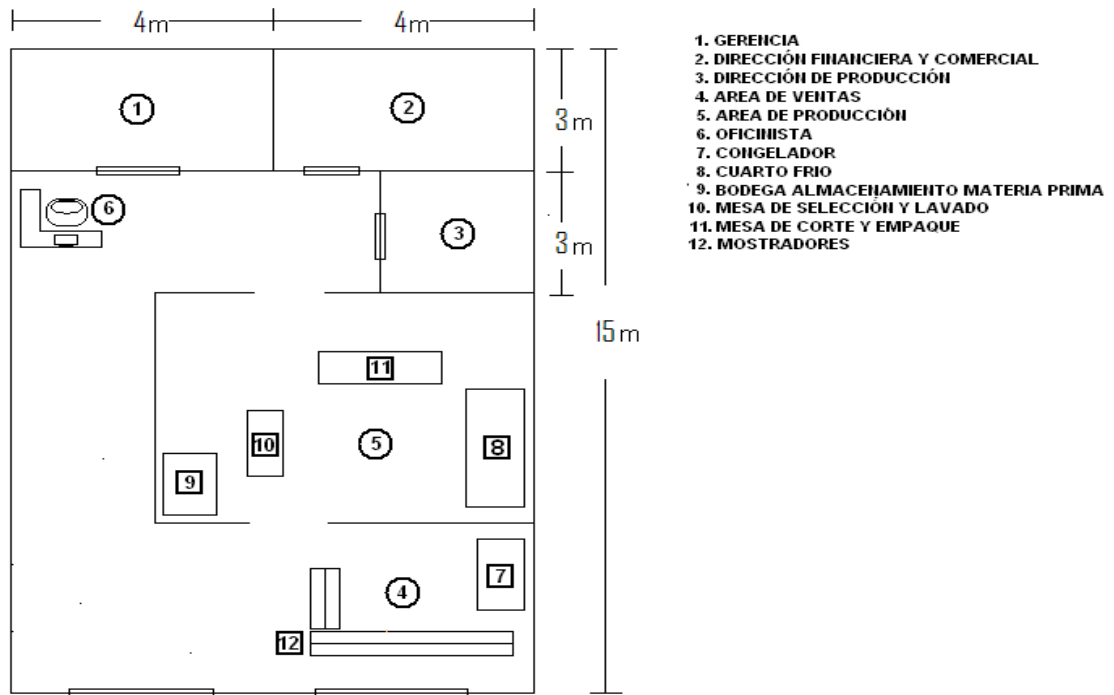 4m
4m
1
2
3m
6
3
3m
15m
11
10
5
8
9
4
7
12
1. GERENCIA
2. DIRECCIÓN FINANCIERA Y COMERCIAL
3. DIRECCIÓN DE PRODUCCIÓN
4. AREA DE VENTAS
5. AREA DE PRODUCCIÓN
6. OFICINISTA
7. CONGELADOR
8. CUARTO FRIO
9. BODEGA ALMACENAMIENTO MATERIA PRIMA
10. MESA DE SELECCIÓN Y LAVADO
11. MESA DE CORTE Y EMPAQUE
12. MOSTRADORES